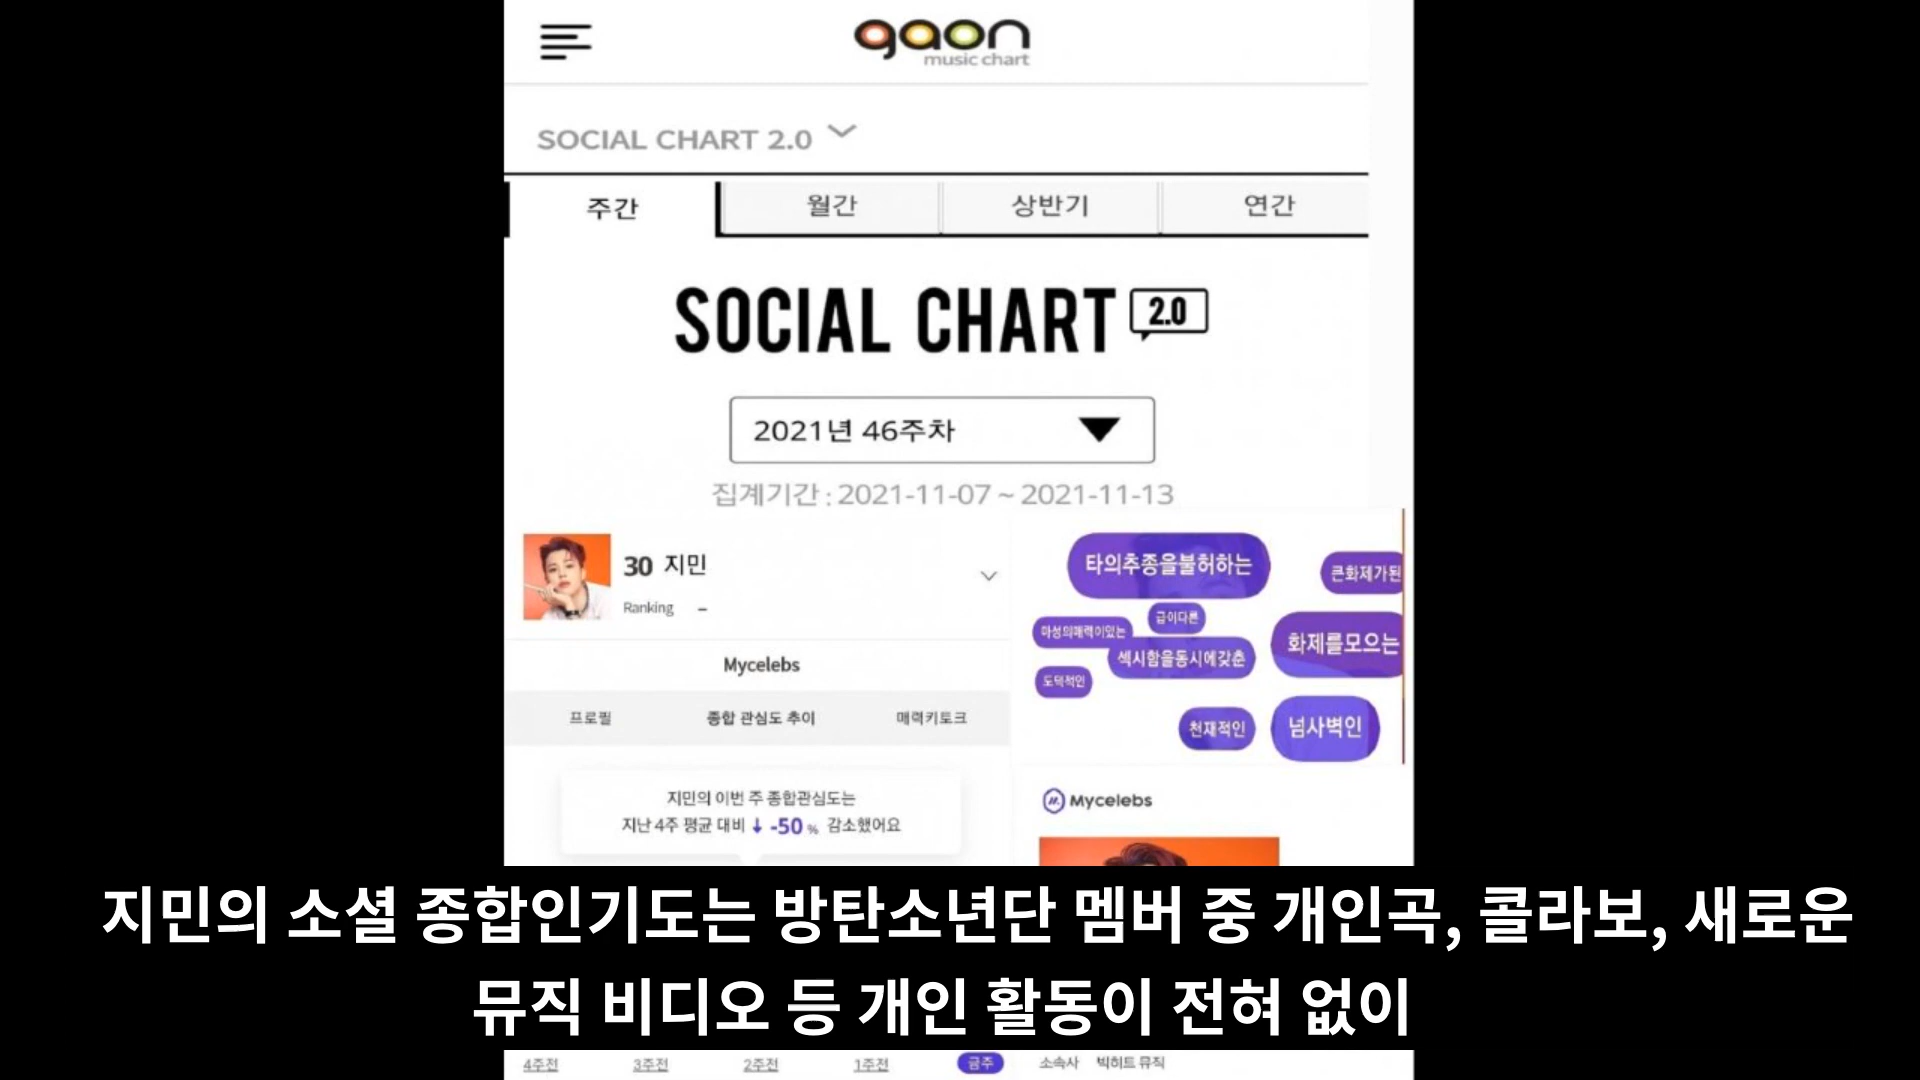 gaon
music chart
SOCIAL CHART 2.0
주간 월간 상반기 연간
SOCIAL CHART 2.0
2021년 46주차
집계기간 : 2021-11-07 ~ 2021-11-13
30 지민
Ranking –
Mycelebs
프로필 종합 관심도 추이 매력키토크
지민의 이번 주 종합관심도는
지난 4주 평균 대비 ↓ -50 % 감소했어요
타의추종을불허하는
큰화제가된
급이다른
마성의매력이있는
화제를모으는
섹시함을동시에갖춘
도덕적인
천재적인
넘사벽인
Mycelebs
지민의 소셜 종합인기도는 방탄소년단 멤버 중 개인곡, 콜라보, 새로운
뮤직 비디오 등 개인 활동이 전혀 없이
4주전 3주전 2주전 1주전 금주
소속사 빅히트 뮤직